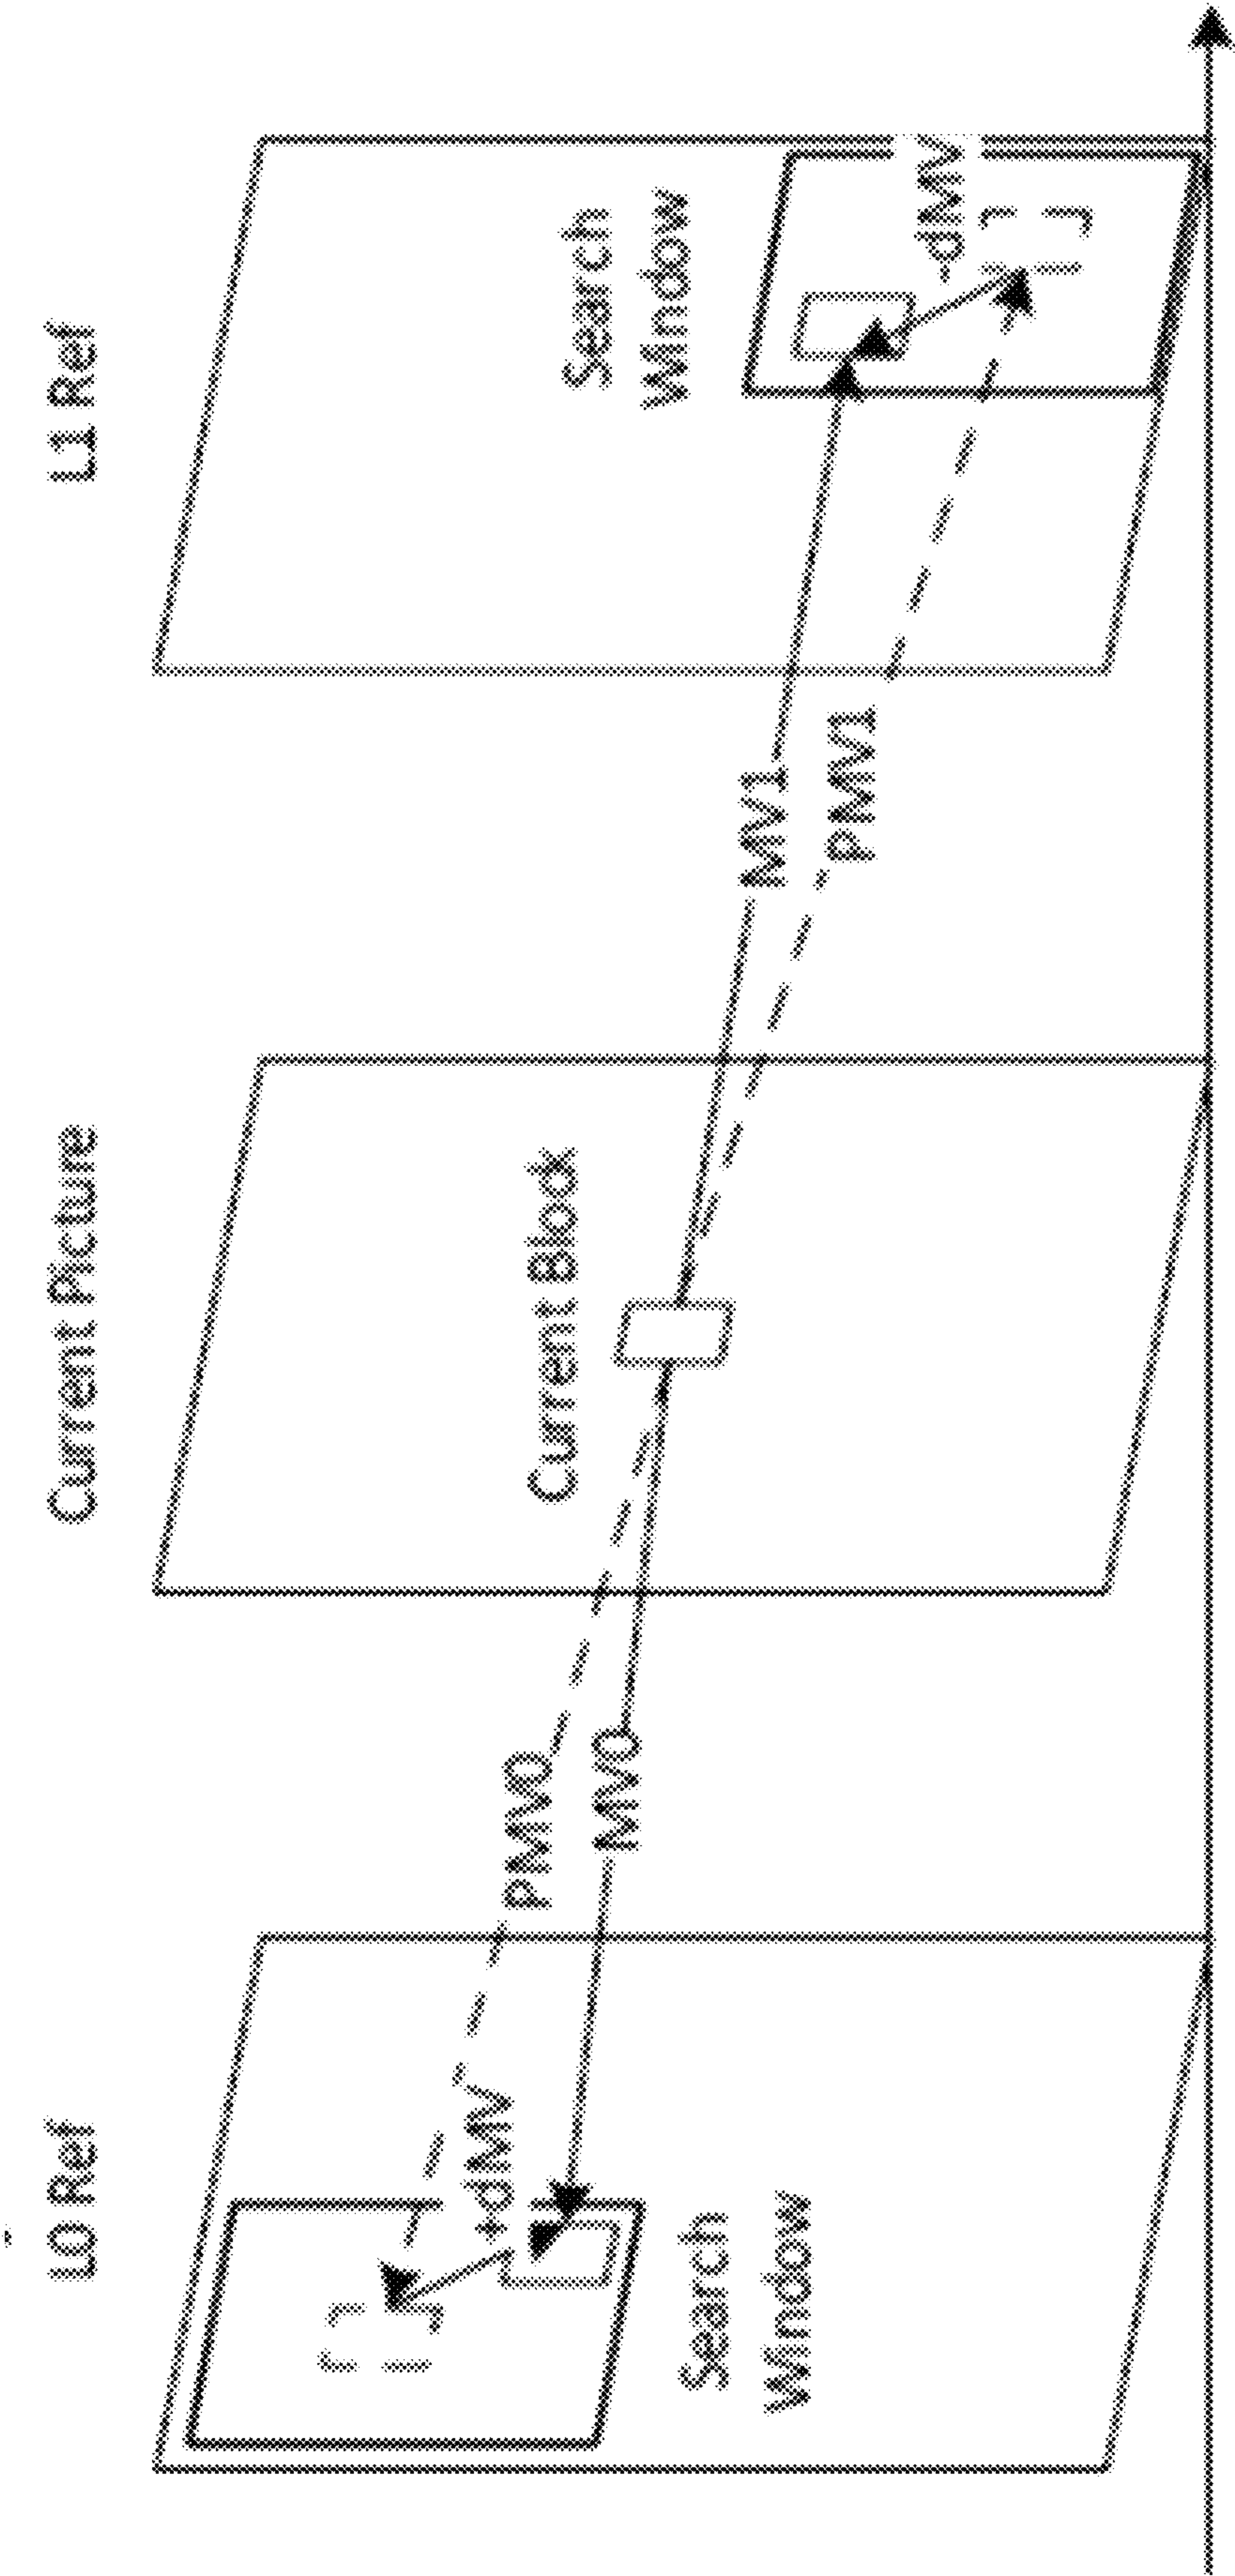 L0 Ref
Current Picture
L1 Ref
Search
Window
Current Block
PMV0
MV0
+dMV
Search
Window
MV1
PMV1
-dMV